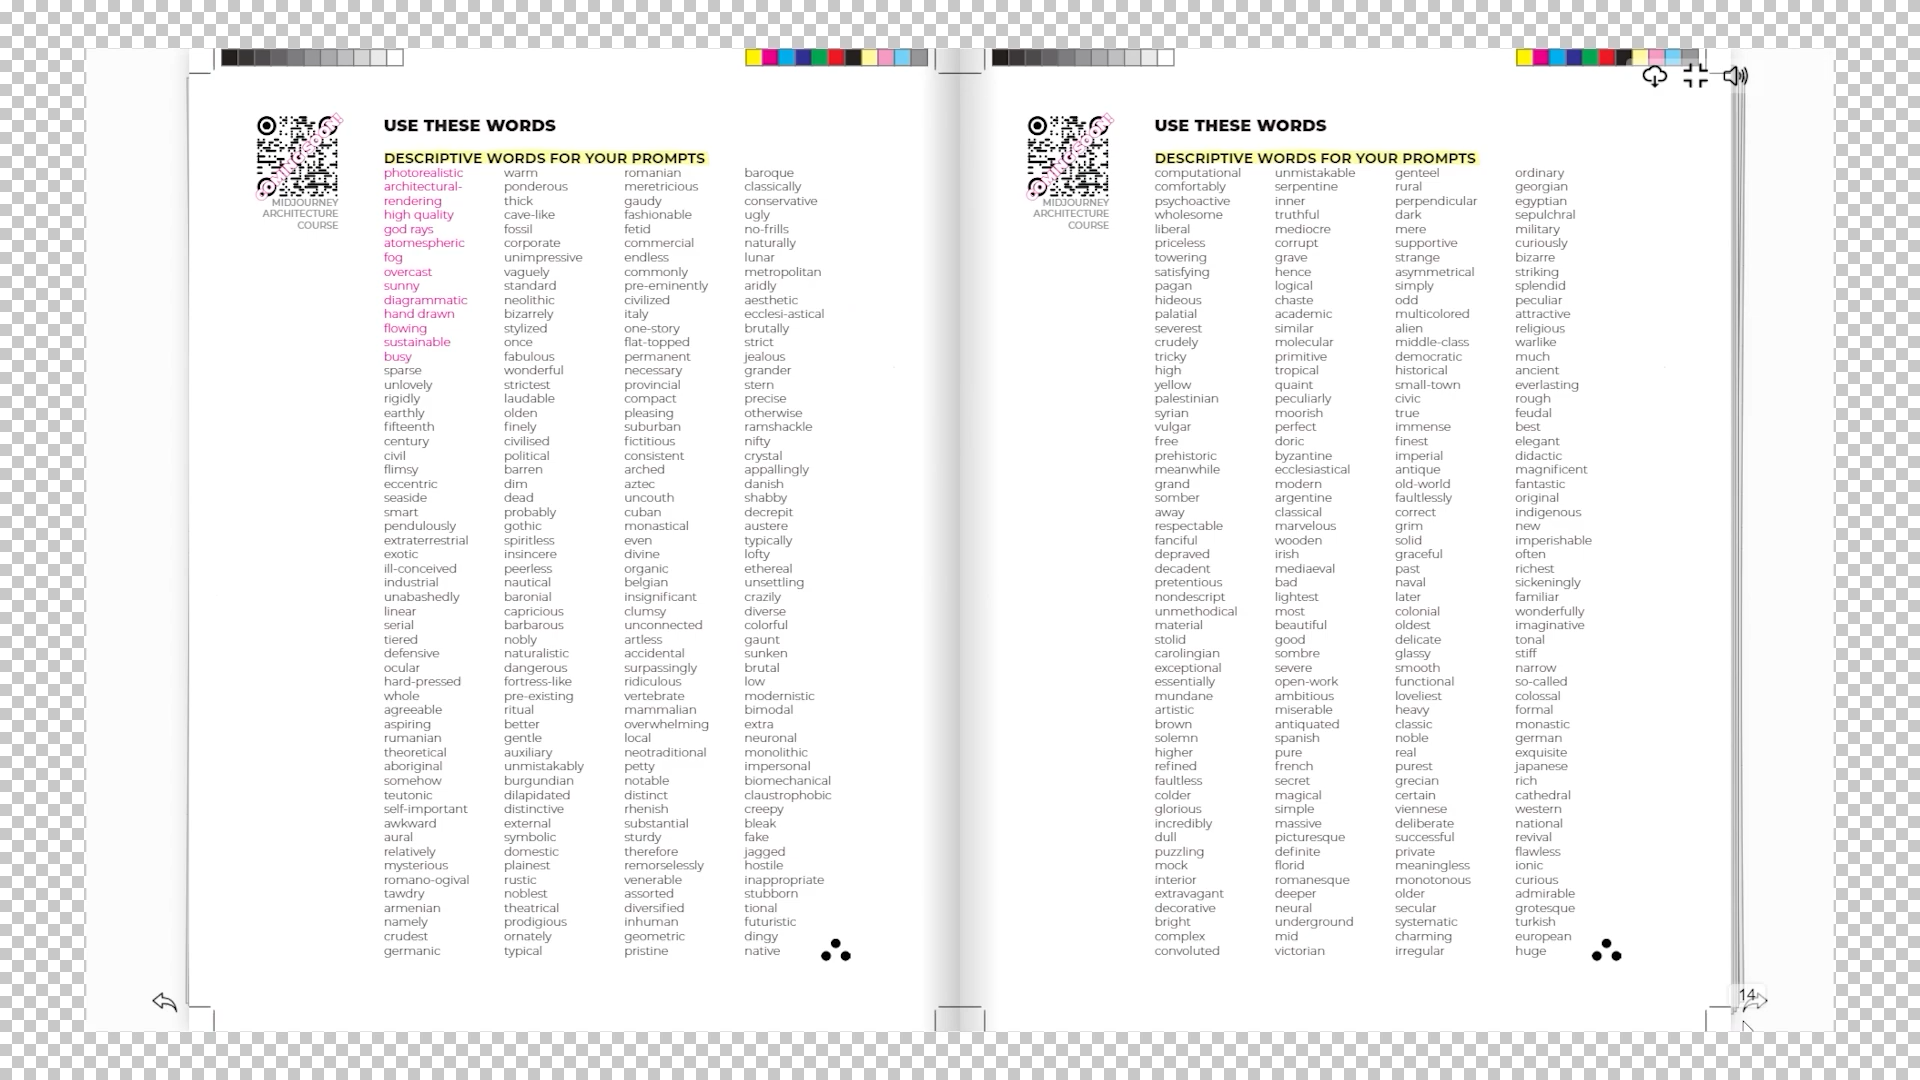 COMING SOON!
MIDJOURNEY
ARCHITECTURE
COURSE
USE THESE WORDS
DESCRIPTIVE WORDS FOR YOUR PROMPTS
photorealistic
architectural-
rendering
high quality
god rays
atomespheric
fog
overcast
sunny
diagrammatic
hand drawn
flowing
sustainable
busy
sparse
unlovely
rigidly
earthly
fifteenth
century
civil
flimsy
eccentric
seaside
smart
pendulously
extraterrestrial
exotic
ill-conceived
industrial
unabashedly
linear
serial
tiered
defensive
ocular
hard-pressed
whole
agreeable
aspiring
rumanian
theoretical
aboriginal
somehow
teutonic
self-important
awkward
aural
relatively
mysterious
romano-ogival
tawdry
armenian
namely
crudest
germanic
warm
ponderous
thick
cave-like
fossil
corporate
unimpressive
vaguely
standard
neolithic
bizarrely
stylized
once
fabulous
wonderful
strictest
laudable
olden
finely
civilised
political
barren
dim
dead
probably
gothic
spiritless
insincere
peerless
nautical
baronial
capricious
barbarous
nobly
naturalistic
dangerous
fortress-like
pre-existing
ritual
better
gentle
auxiliary
unmistakably
burgundian
dilapidated
distinctive
external
symbolic
domestic
plainest
rustic
noblest
theatrical
prodigious
ornately
typical
romanian
meretricious
gaudy
fashionable
fetid
commercial
endless
commonly
pre-eminently
civilized
italy
one-story
flat-topped
permanent
necessary
provincial
compact
pleasing
suburban
fictitious
consistent
arched
aztec
uncouth
cuban
monastical
even
divine
organic
belgian
insignificant
clumsy
unconnected
artless
accidental
surpassingly
ridiculous
vertebrate
mammalian
overwhelming
local
neotraditional
petty
notable
distinct
rhenish
substantial
sturdy
therefore
remorselessly
venerable
assorted
diversified
inhuman
geometric
pristine
baroque
classically
conservative
ugly
no-frills
naturally
lunar
metropolitan
aridly
aesthetic
ecclesi-astical
brutally
strict
jealous
grander
stern
precise
otherwise
ramshackle
nifty
crystal
appallingly
danish
shabby
decrepit
austere
typically
lofty
ethereal
unsettling
crazily
diverse
colorful
gaunt
sunken
brutal
low
modernistic
bimodal
extra
neuronal
monolithic
impersonal
biomechanical
claustrophobic
creepy
bleak
fake
jagged
hostile
inappropriate
stubborn
tional
futuristic
dingy
native
COMING SOON!
MIDJOURNEY
ARCHITECTURE
COURSE
USE THESE WORDS
DESCRIPTIVE WORDS FOR YOUR PROMPTS
computational
comfortably
psychoactive
wholesome
liberal
priceless
towering
satisfying
pagan
hideous
palatial
severest
crudely
tricky
high
yellow
palestinian
syrian
vulgar
free
prehistoric
meanwhile
grand
somber
away
respectable
fanciful
depraved
decadent
pretentious
nondescript
unmethodical
material
stolid
carolingian
exceptional
essentially
mundane
artistic
brown
solemn
higher
refined
faultless
colder
glorious
incredibly
dull
puzzling
mock
interior
extravagant
decorative
bright
complex
convoluted
unmistakable
serpentine
inner
truthful
mediocre
corrupt
grave
hence
logical
chaste
academic
similar
molecular
primitive
tropical
quaint
peculiarly
moorish
perfect
doric
byzantine
ecclesiastical
modern
argentine
classical
marvelous
wooden
irish
mediaeval
bad
lightest
most
beautiful
good
sombre
severe
open-work
ambitious
miserable
antiquated
spanish
pure
french
secret
magical
simple
massive
picturesque
definite
florid
romanesque
deeper
neural
underground
mid
victorian
genteel
rural
perpendicular
dark
mere
supportive
strange
asymmetrical
simply
odd
multicolored
alien
middle-class
democratic
historical
small-town
civic
true
immense
finest
imperial
antique
old-world
faultlessly
correct
grim
solid
graceful
past
naval
later
colonial
oldest
delicate
glassy
smooth
functional
loveliest
heavy
classic
noble
real
purest
grecian
certain
viennese
deliberate
successful
private
meaningless
monotonous
older
secular
systematic
charming
irregular
ordinary
georgian
egyptian
sepulchral
military
curiously
bizarre
striking
splendid
peculiar
attractive
religious
warlike
much
ancient
everlasting
rough
feudal
best
elegant
didactic
magnificent
fantastic
original
indigenous
new
imperishable
often
richest
sickeningly
familiar
wonderfully
imaginative
tonal
stiff
narrow
so-called
colossal
formal
monastic
german
exquisite
japanese
rich
cathedral
western
national
revival
flawless
ionic
curious
admirable
grotesque
turkish
european
huge
14